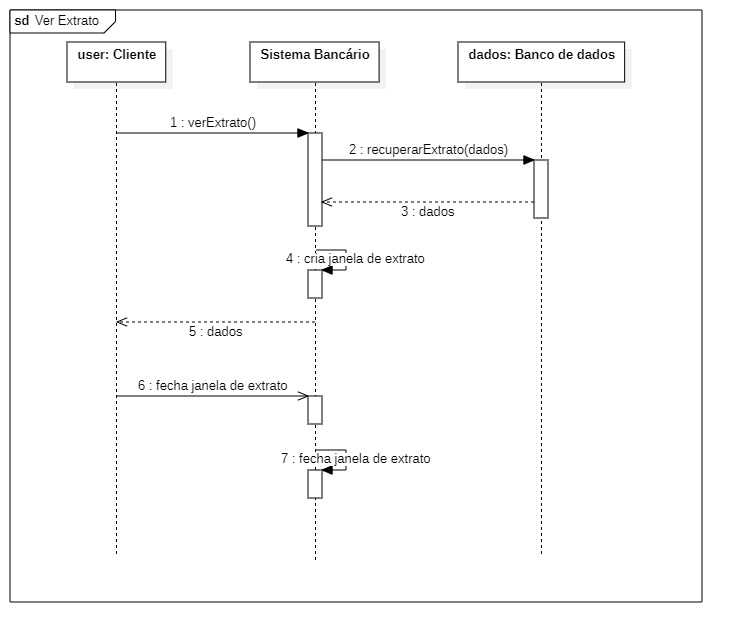 sd Ver Extrato
user: Cliente
Sistema Bancário
dados: Banco de dados
1 : verExtrato()
2 : recuperarExtrato(dados)
3 : dados
4 : cria janela de extrato
5 : dados
6 : fecha janela de extrato
7 : fecha janela de extrato